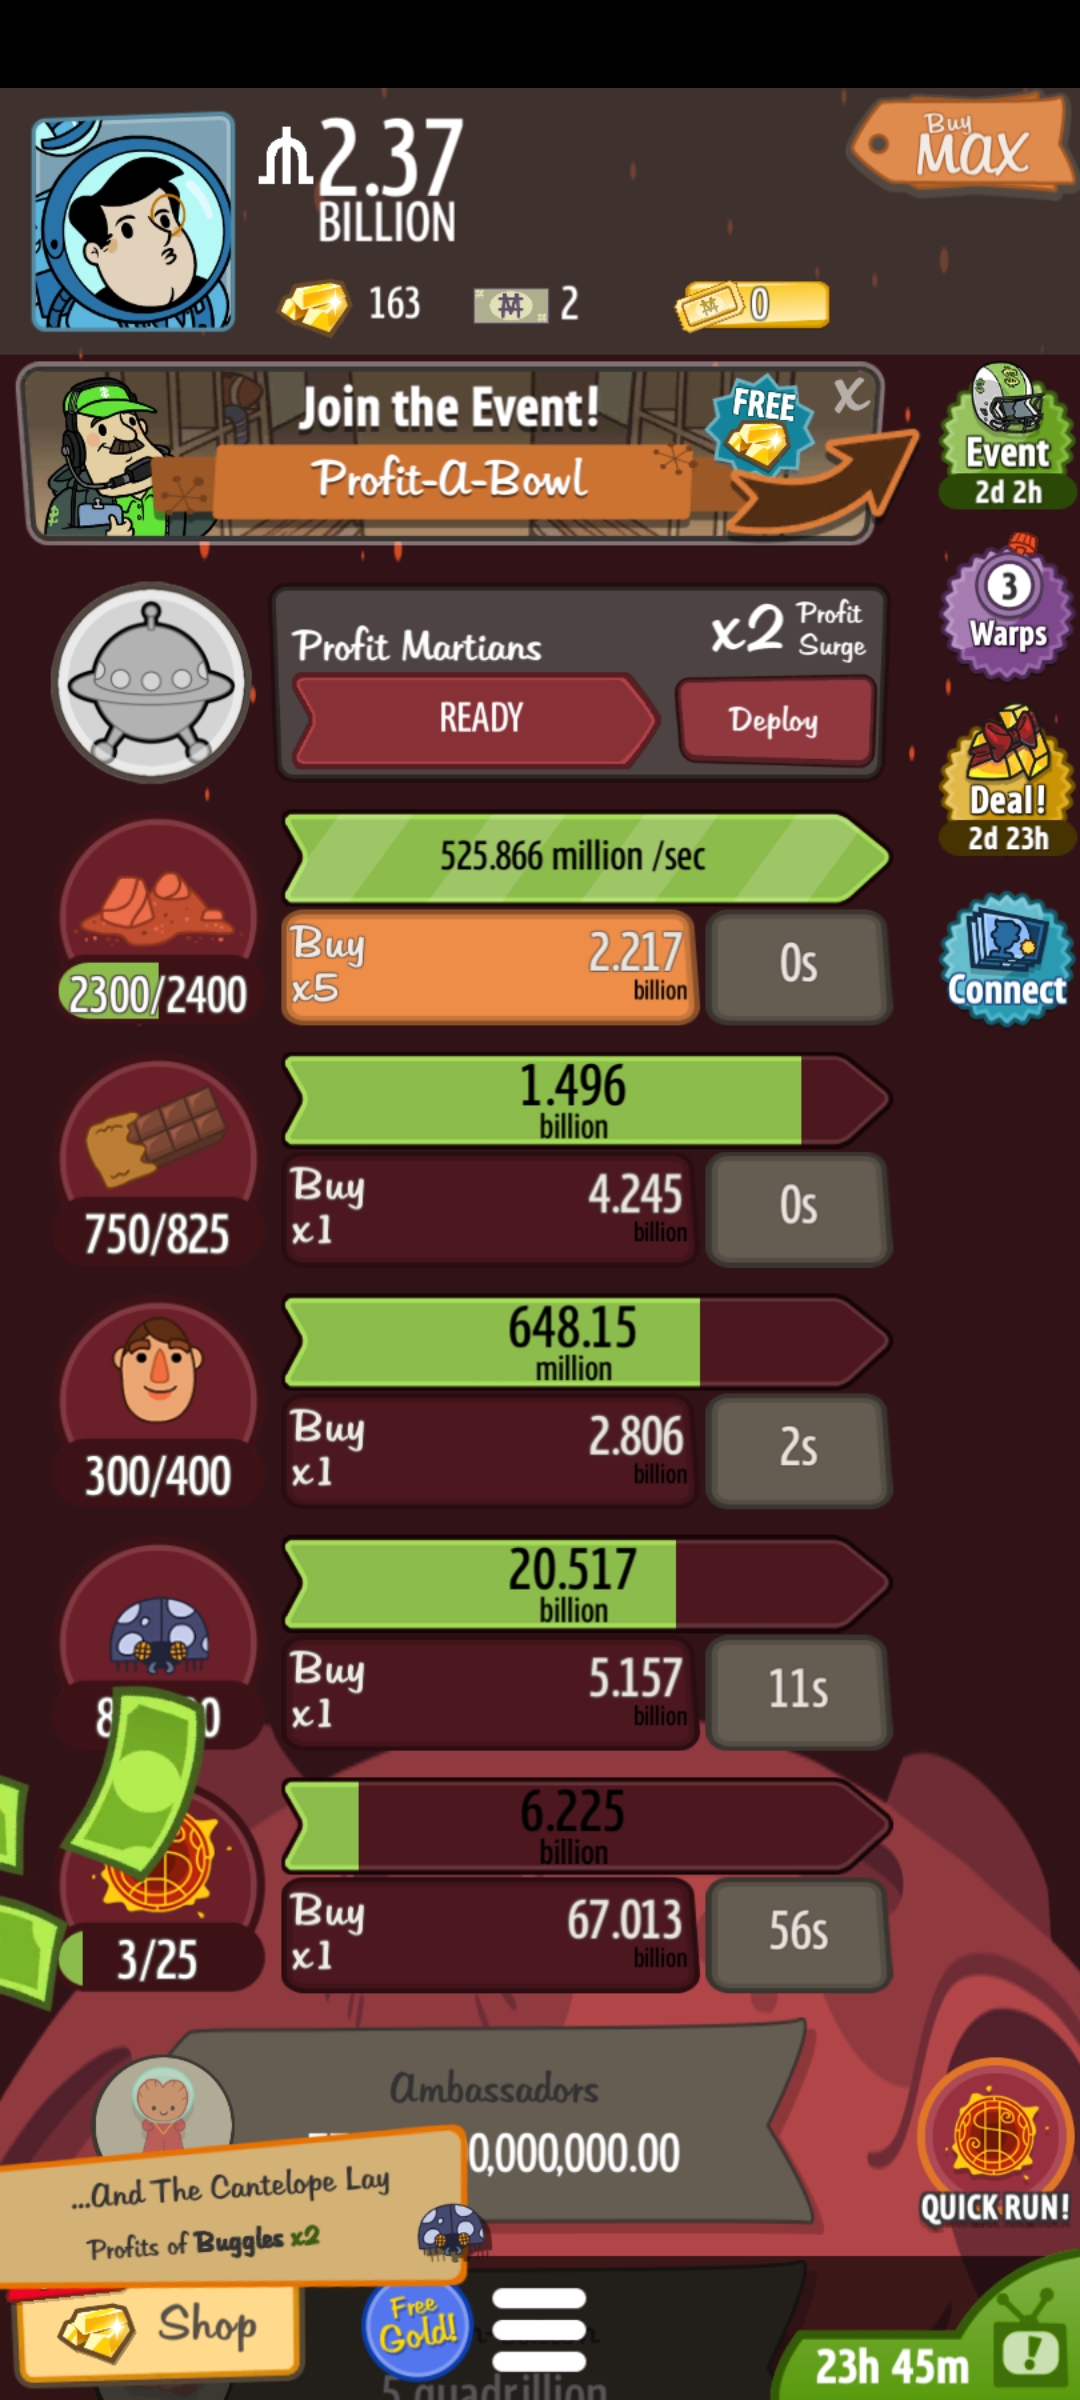 2.37
BILLION
Buy
MAX
163
2
0
Join the Event!
FREE
X
Profit-A-Bowl
Event
2d 2h
3
Warps
Profit Martians
x2 Profit
Surge
READY
Deploy
Deal!
2d 23h
525.866 million /sec
Buy
x5
2.217
billion
0s
2300/2400
Connect
1.496
billion
Buy
x1
4.245
billion
0s
750/825
648.15
million
Buy
x1
2.806
billion
2s
300/400
20.517
billion
Buy
x1
5.157
billion
11s
8
0
6.225
billion
Buy
x1
67.013
billion
56s
3/25
Ambassadors
0,000,000.00
...And The Cantelope Lay
Profits of Buggles x2
QUICK RUN!
Shop
Free
Gold!
23h 45m
5 quadrillion